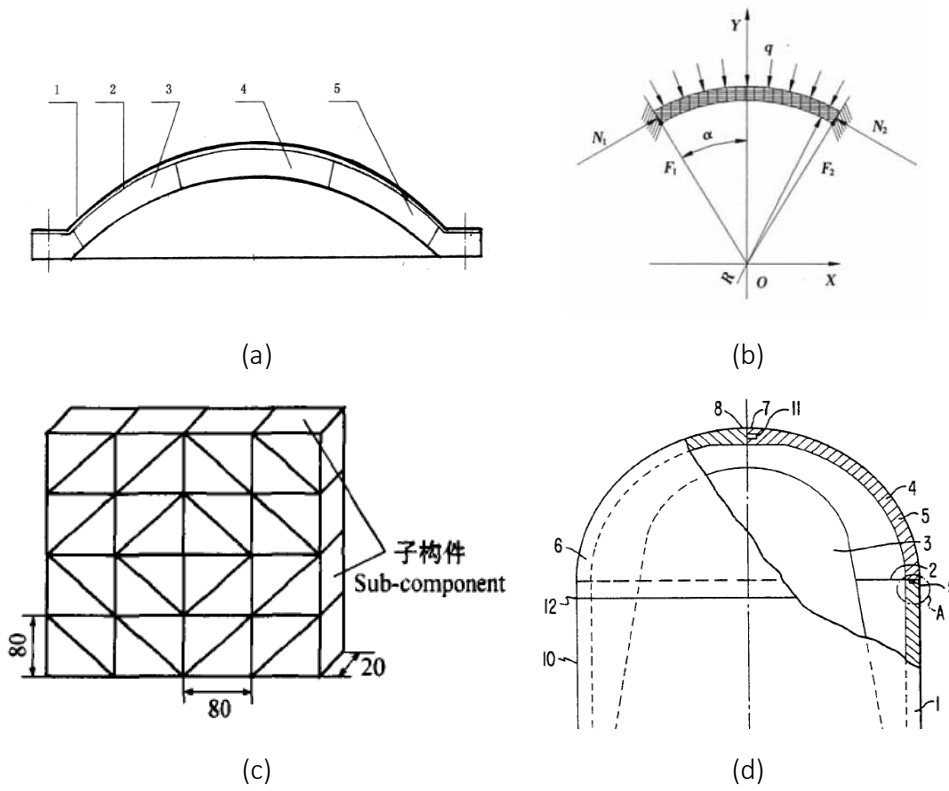 1 2 3 4 5
(a)
Y
q
N₁
N₂
α
F₁
F₂
R
O
X
(b)
子构件
Sub-component
80
20
80
(c)
8 7 11
4
5
6
3
2
12
A
10
1
(d)